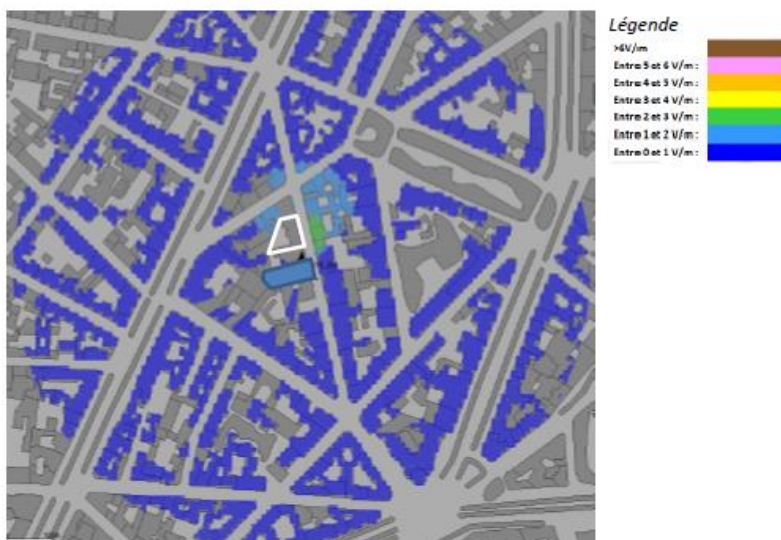 Légende
>6V/m
Entre 5 et 6 V/m :
Entre 4 et 5 V/m :
Entre 3 et 4 V/m :
Entre 2 et 3 V/m :
Entre 1 et 2 V/m :
Entre 0 et 1 V/m :